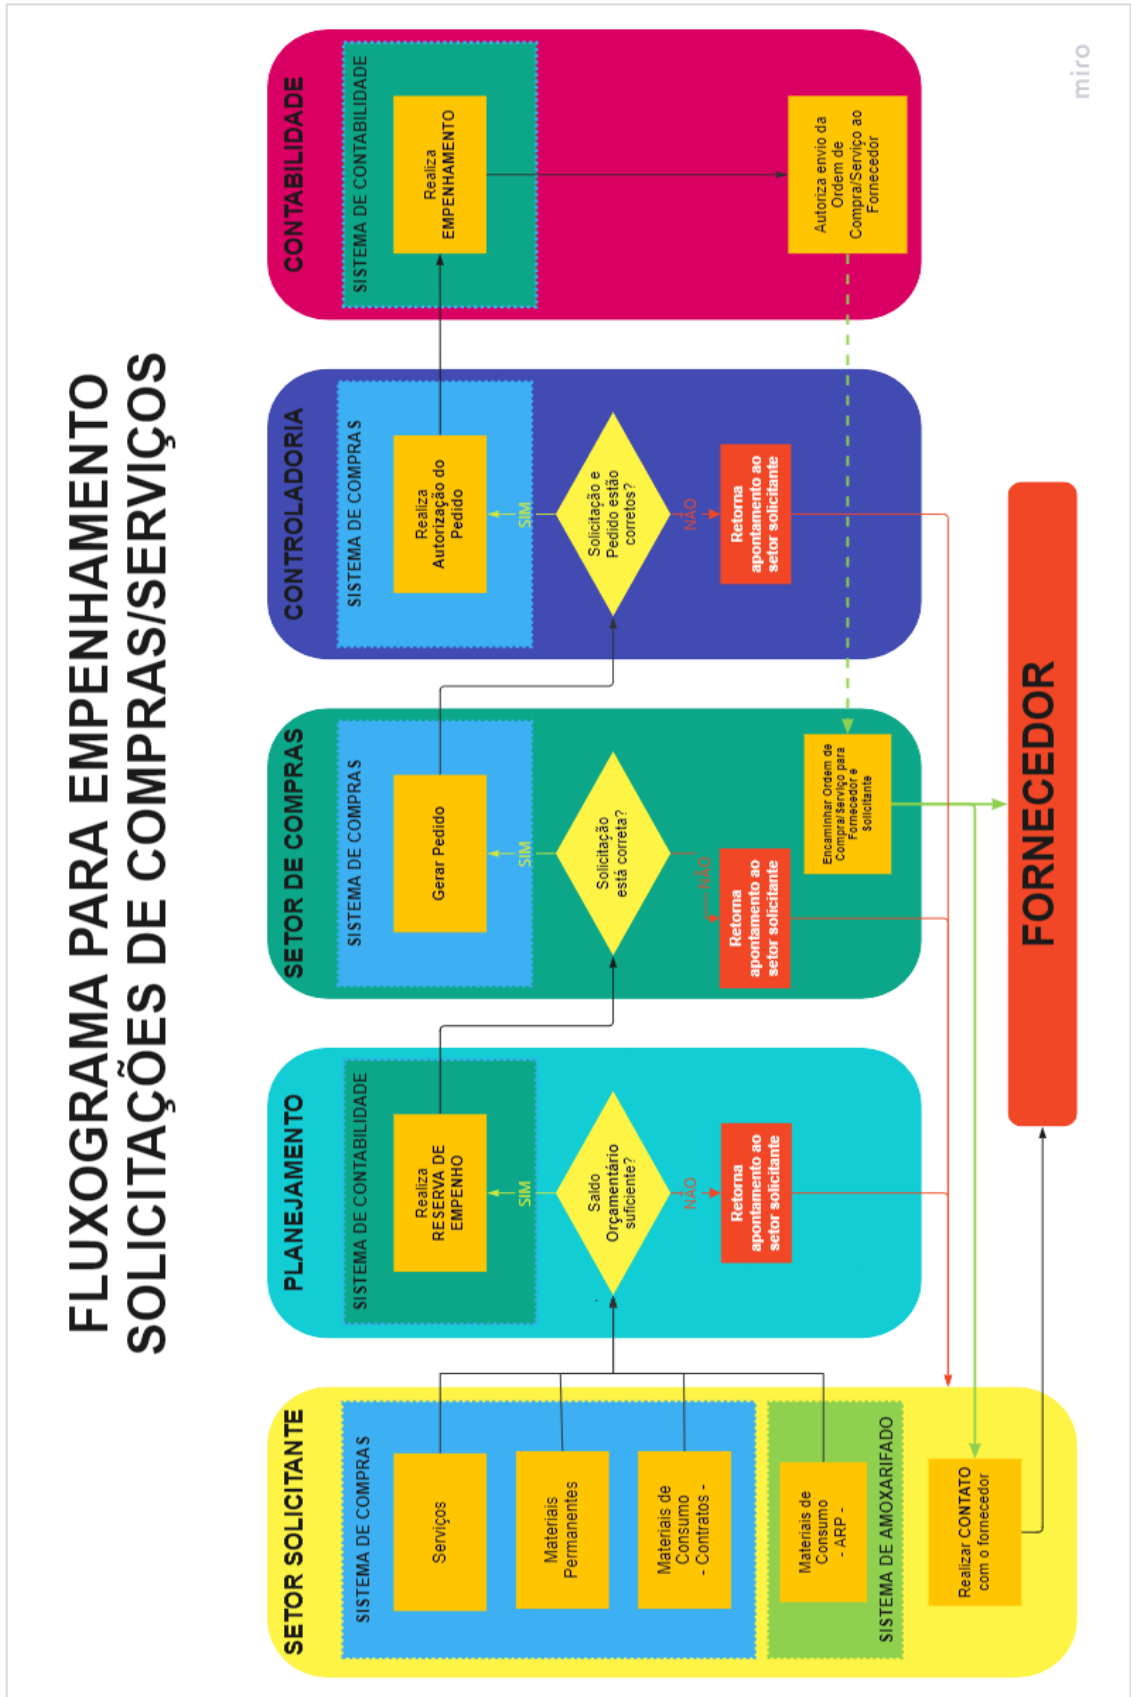 FLUXOGRAMA PARA EMPENHAMENTO
SOLICITAÇÕES DE COMPRAS/SERVIÇOS
SETOR SOLICITANTE
SISTEMA DE COMPRAS
Serviços
Materiais
Permanentes
Materiais de
Consumo
- Contratos -
Materiais de
Consumo
- ARP -
SISTEMA DE AMOXARIFADO
Realizar CONTATO
com o fornecedor
PLANEJAMENTO
SISTEMA DE CONTABILIDADE
Realiza
RESERVA DE
EMPENHO
SIM
Saldo
Orçamentário
suficiente?
NÃO
Retorna
apontamento ao
setor solicitante
SETOR DE COMPRAS
SISTEMA DE COMPRAS
Gerar Pedido
SIM
Solicitação
está correta?
NÃO
Retorna
apontamento ao
setor solicitante
Encaminhar Ordem de
Compra/Serviço para
Fornecedor e
solicitante
CONTROLADORIA
SISTEMA DE COMPRAS
Realiza
Autorização do
Pedido
SIM
Solicitação e
Pedido estão
corretos?
NÃO
Retorna
apontamento ao
setor solicitante
CONTABILIDADE
SISTEMA DE CONTABILIDADE
Realiza
EMPENHAMENTO
Autoriza envio da
Ordem de
Compra/Serviço ao
Fornecedor
FORNECEDOR
miro